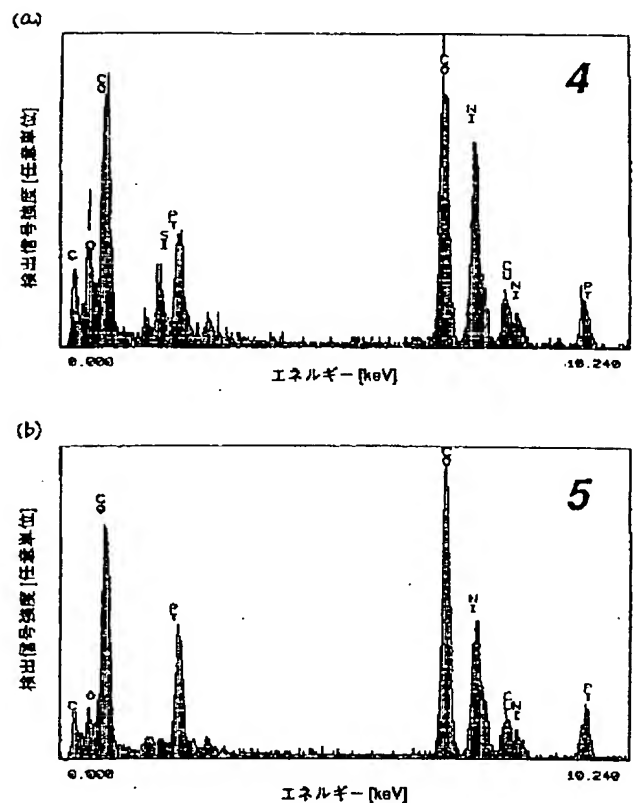 (a)
4
検出信号強度 [任意単位]
C
O
CO
SI
PT
CO
NI
CU
NI
PT
0.000
10.240
エネルギー [keV]
(b)
5
検出信号強度 [任意単位]
C
O
CO
PT
CO
NI
NI
PT
0.000
10.240
エネルギー [keV]